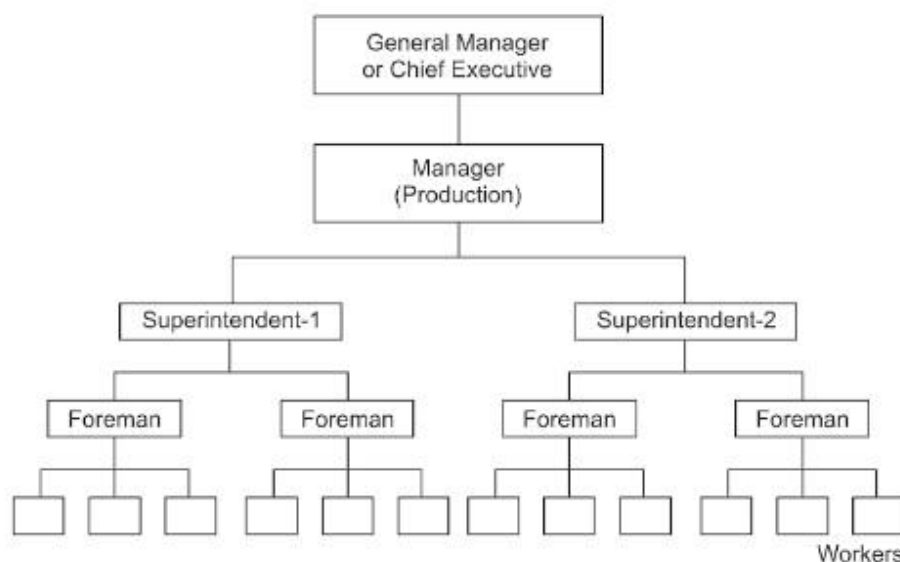 General Manager
or Chief Executive
Manager
(Production)
Superintendent-1
Superintendent-2
Foreman
Foreman
Foreman
Foreman
Workers